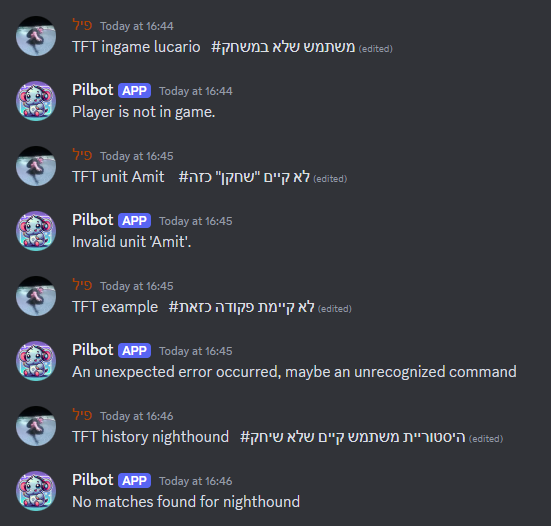 פיל Today at 16:44
TFT ingame lucario #משתמש שלא במשחק (edited)
Pilbot APP Today at 16:44
Player is not in game.
פיל Today at 16:45
TFT unit Amit #לא קיים "שחקן" כזה (edited)
Pilbot APP Today at 16:45
Invalid unit 'Amit'.
פיל Today at 16:45
TFT example #לא קיימת פקודה כזאת (edited)
Pilbot APP Today at 16:45
An unexpected error occurred, maybe an unrecognized command
פיל Today at 16:46
TFT history nighthound #היסטוריית משתמש קיים שלא שיחק (edited)
Pilbot APP Today at 16:46
No matches found for nighthound